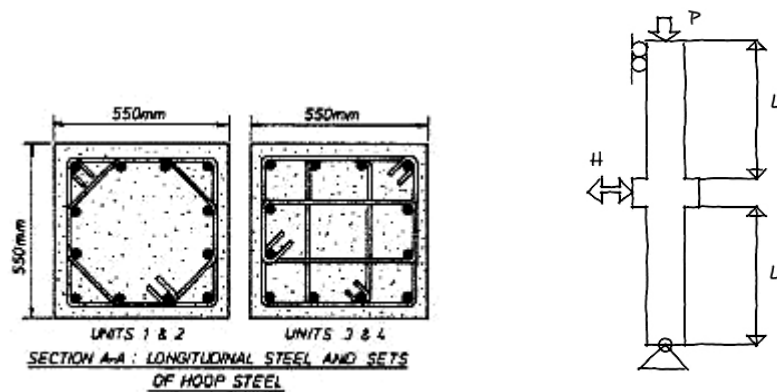 550mm
550mm
550mm
UNITS 1 & 2
UNITS 3 & 4
SECTION A-A : LONGITUDINAL STEEL AND SETS
OF HOOP STEEL
P
H
L
L